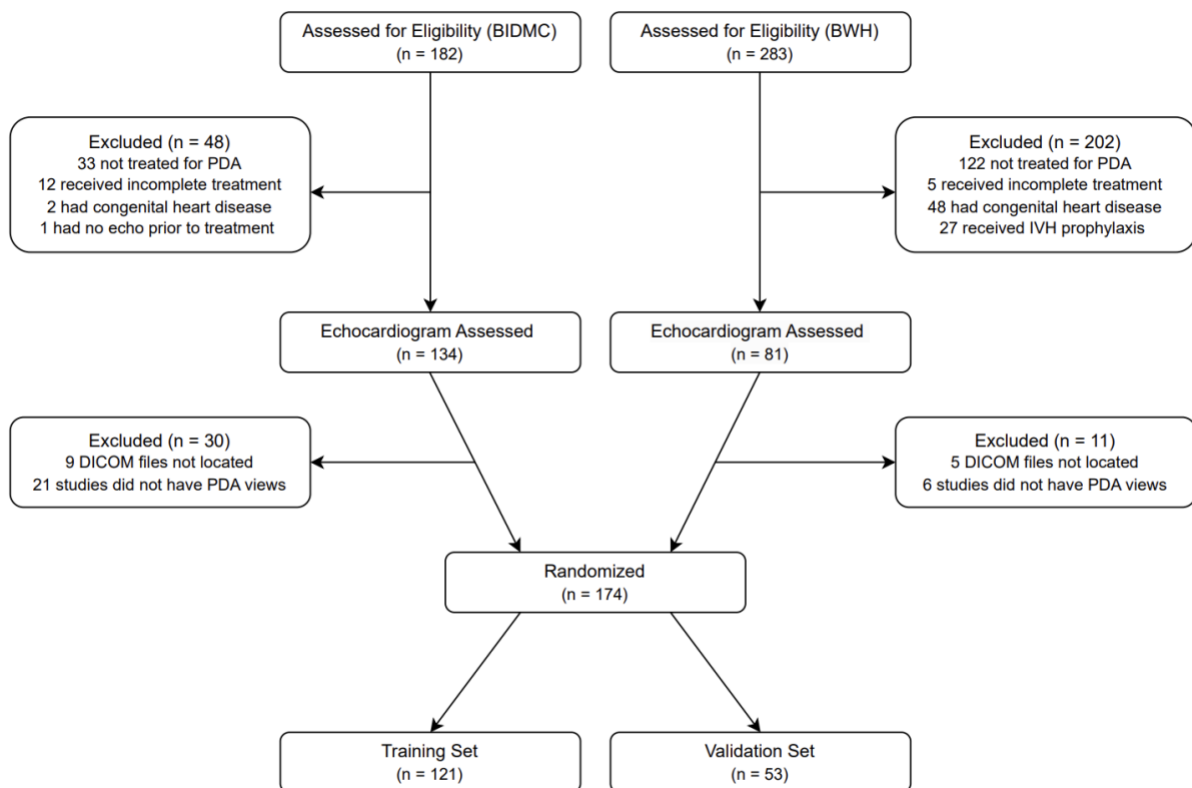 Assessed for Eligibility (BIDMC)
(n = 182)
Assessed for Eligibility (BWH)
(n = 283)
Excluded (n = 48)
33 not treated for PDA
12 received incomplete treatment
2 had congenital heart disease
1 had no echo prior to treatment
Excluded (n = 202)
122 not treated for PDA
5 received incomplete treatment
48 had congenital heart disease
27 received IVH prophylaxis
Echocardiogram Assessed
(n = 134)
Echocardiogram Assessed
(n = 81)
Excluded (n = 30)
9 DICOM files not located
21 studies did not have PDA views
Excluded (n = 11)
5 DICOM files not located
6 studies did not have PDA views
Randomized
(n = 174)
Training Set
(n = 121)
Validation Set
(n = 53)